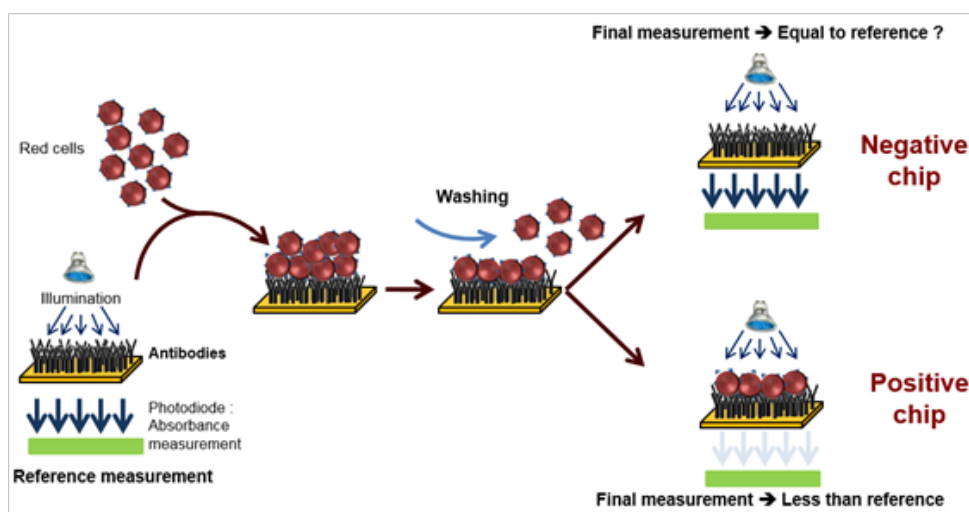 Final measurement ➔ Equal to reference ?
Red cells
Negative
chip
Washing
Illumination
Antibodies
Photodiode :
Absorbance
measurement
Reference measurement
Positive
chip
Final measurement ➔ Less than reference